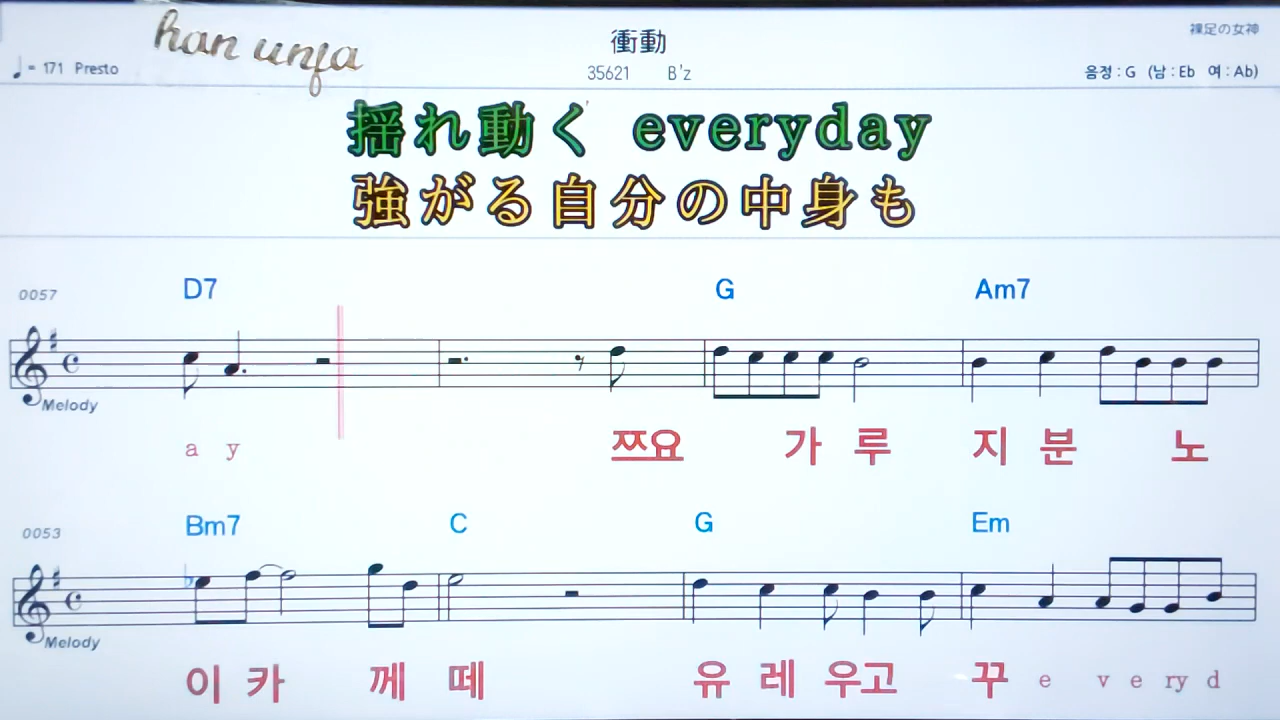 han unja
衝動
裸足の女神
♩= 171 Presto
35621 B'z
음정 : G (남 : Eb 여 : Ab)
揺れ動く everyday
強がる自分の中身も
0057
D7 G Am7
Melody
a y 쯔요 가 루 지 분 노
0053
Bm7 C G Em
Melody
이 카 께 떼 유 레 우고 꾸 e v e ry d